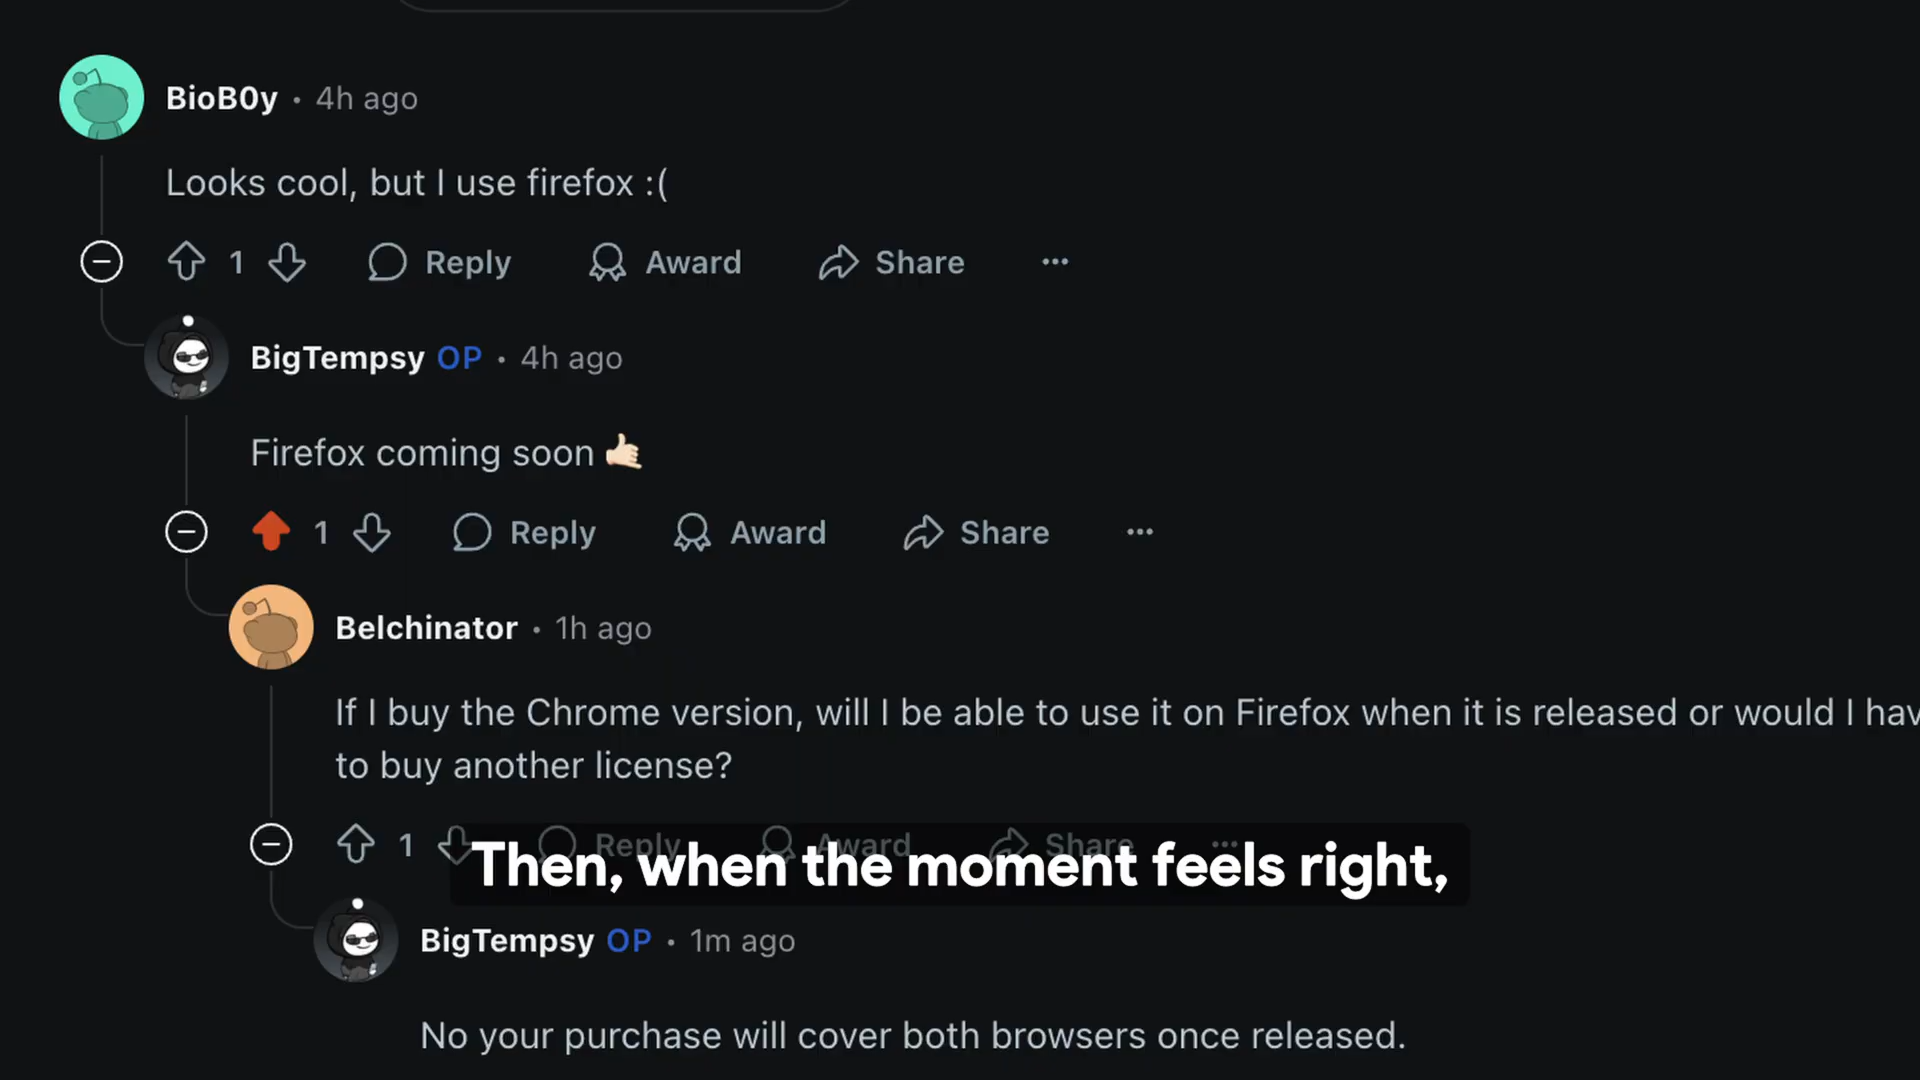 BioB0y • 4h ago
Looks cool, but I use firefox :(
1 Reply Award Share ...
BigTempsy OP • 4h ago
Firefox coming soon 🤙🏻
1 Reply Award Share ...
Belchinator • 1h ago
If I buy the Chrome version, will I be able to use it on Firefox when it is released or would I hav
to buy another license?
1 Reply Award Share ...
Then, when the moment feels right,
BigTempsy OP • 1m ago
No your purchase will cover both browsers once released.